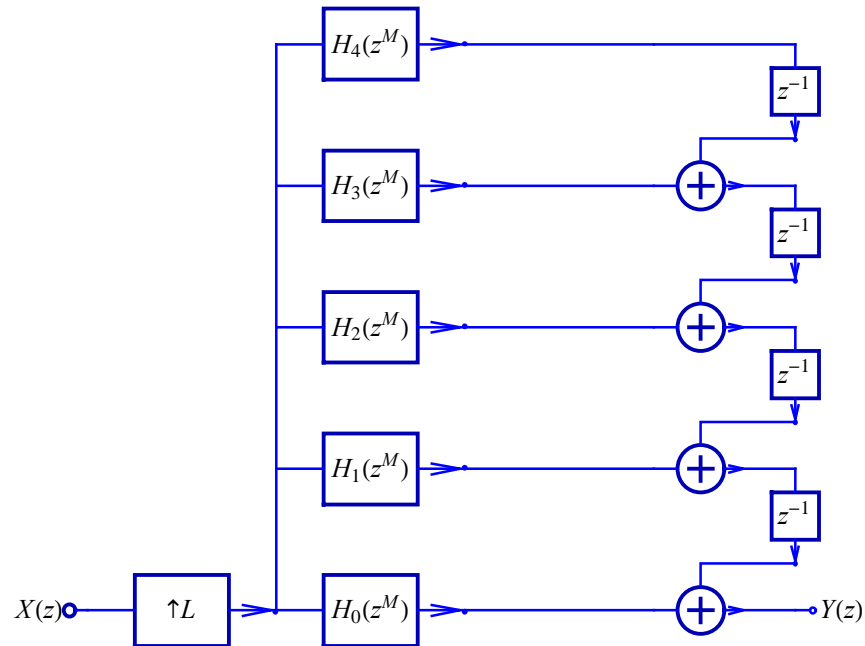 H₄(zᴹ)
z⁻¹
H₃(zᴹ)
z⁻¹
H₂(zᴹ)
z⁻¹
H₁(zᴹ)
z⁻¹
X(z) ↑L H₀(zᴹ) Y(z)